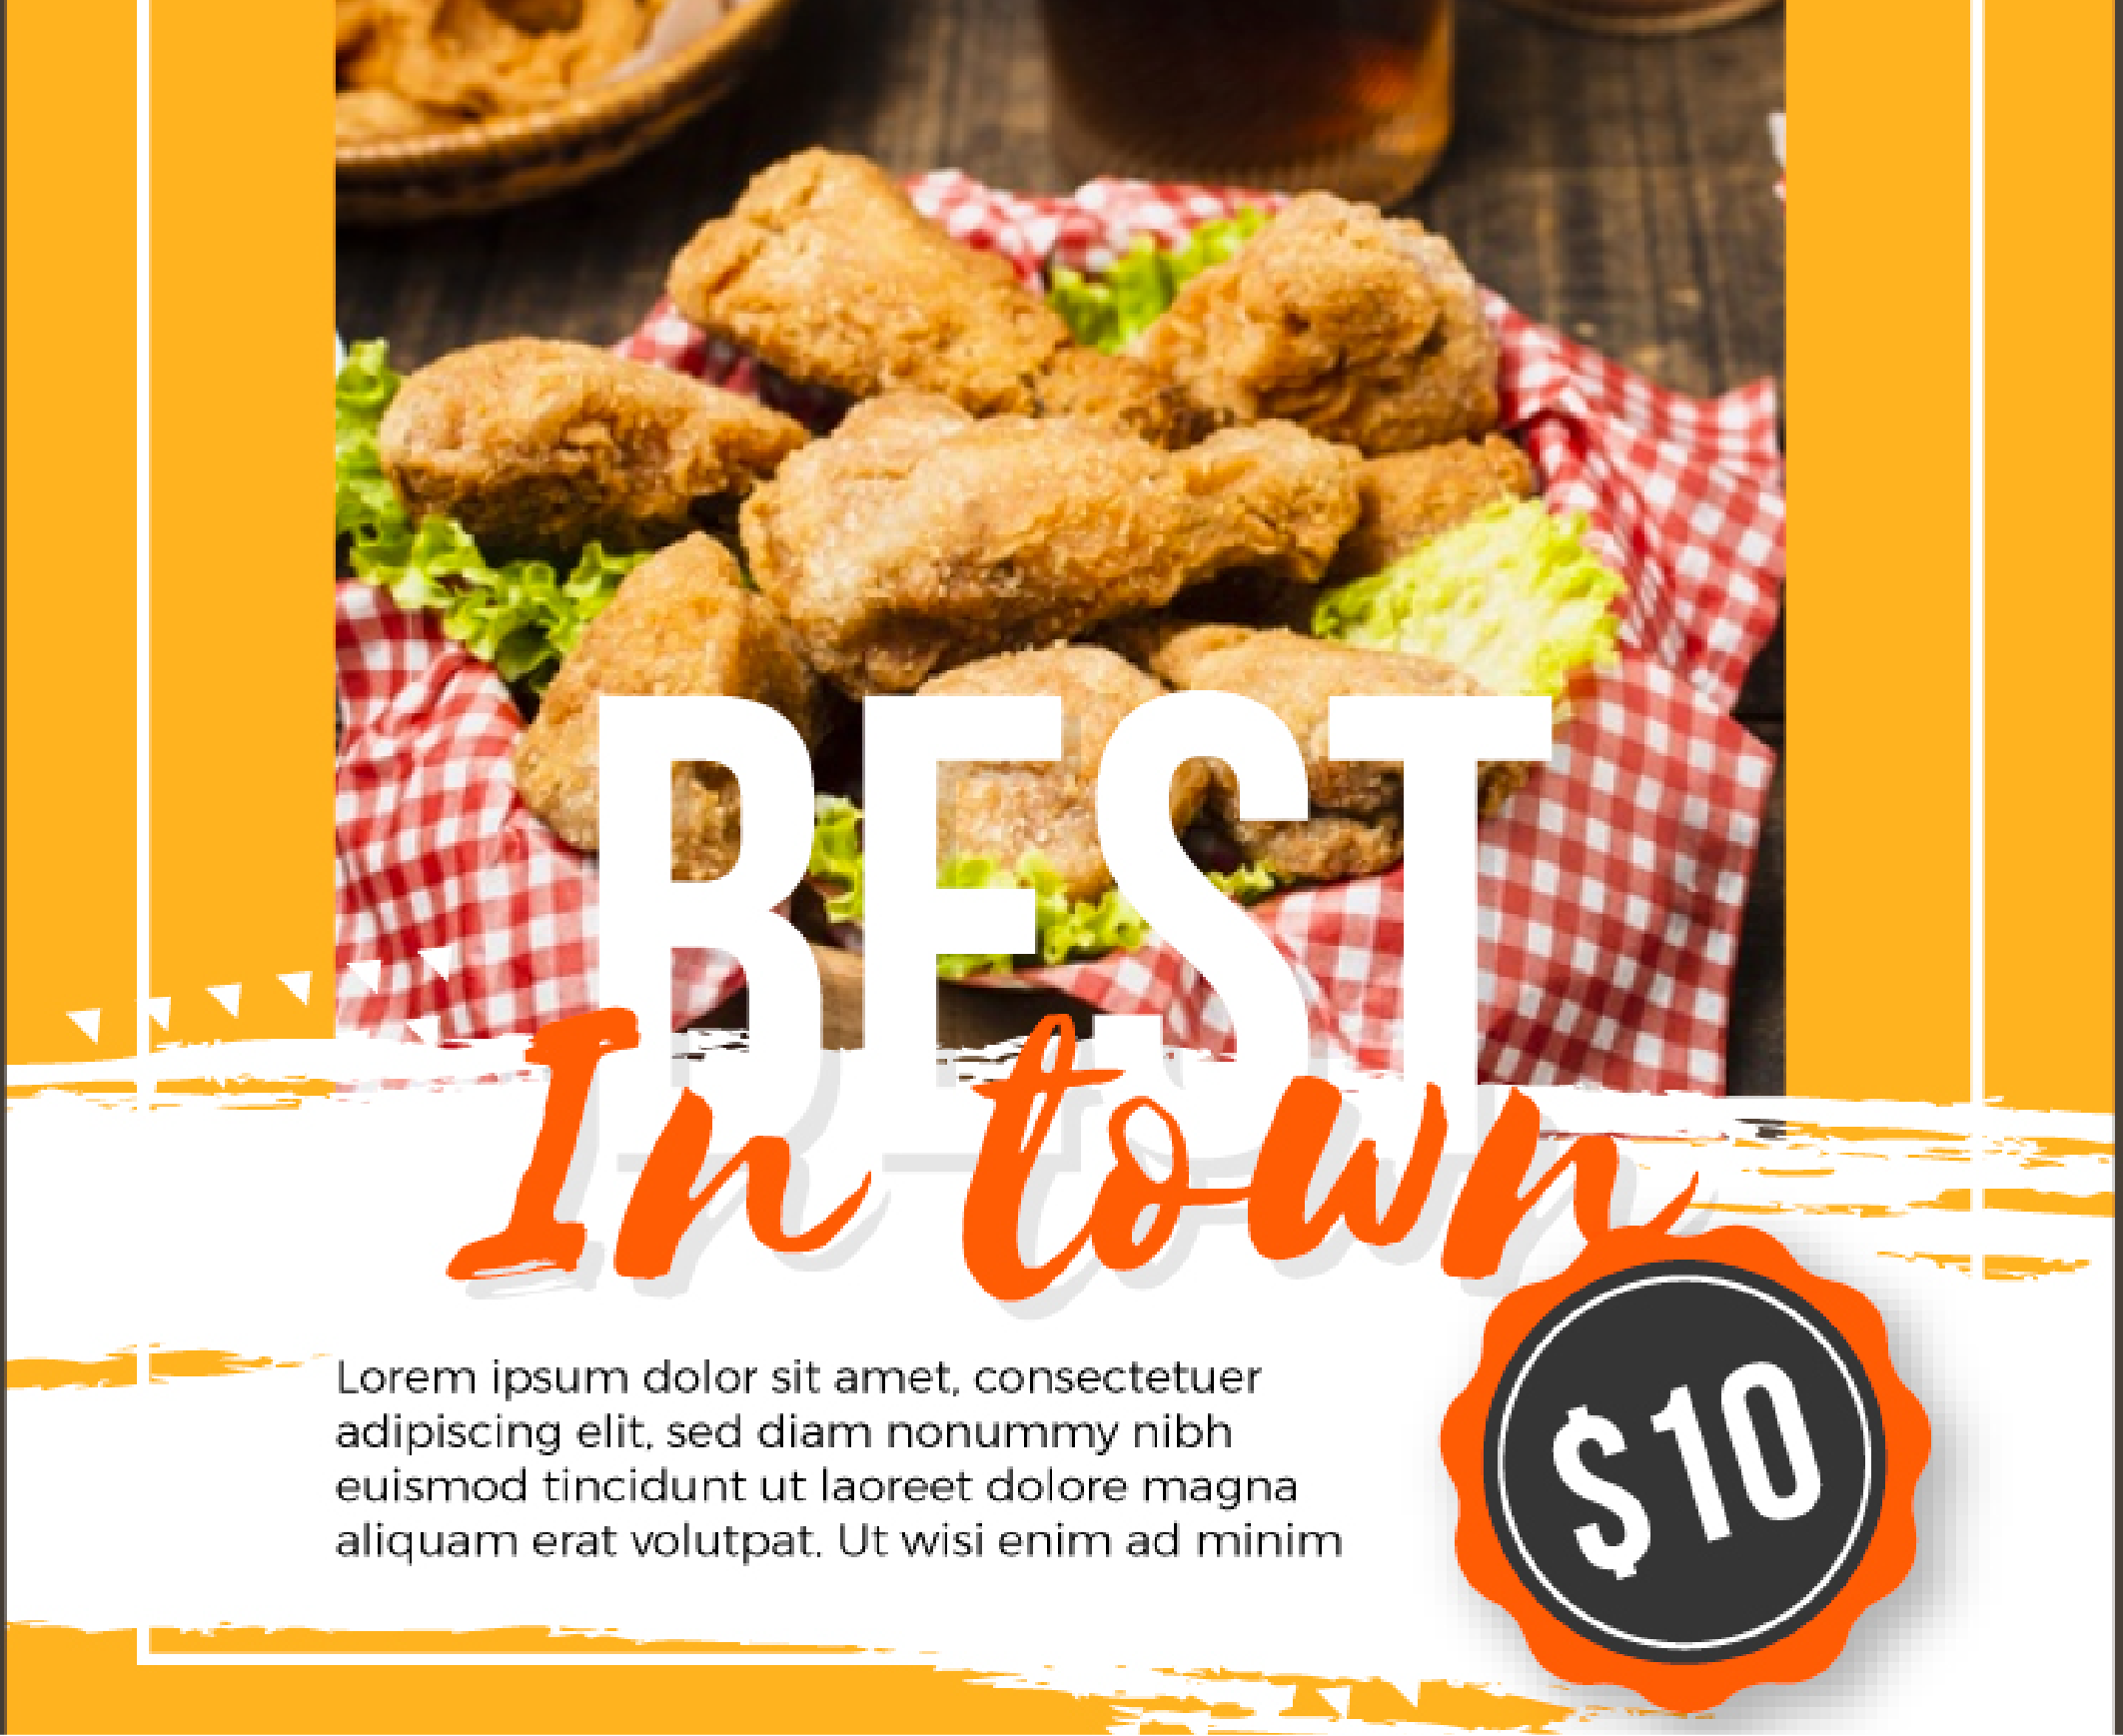 BEST
In town
Lorem ipsum dolor sit amet, consectetuer
adipiscing elit, sed diam nonummy nibh
euismod tincidunt ut laoreet dolore magna
aliquam erat volutpat. Ut wisi enim ad minim
$10